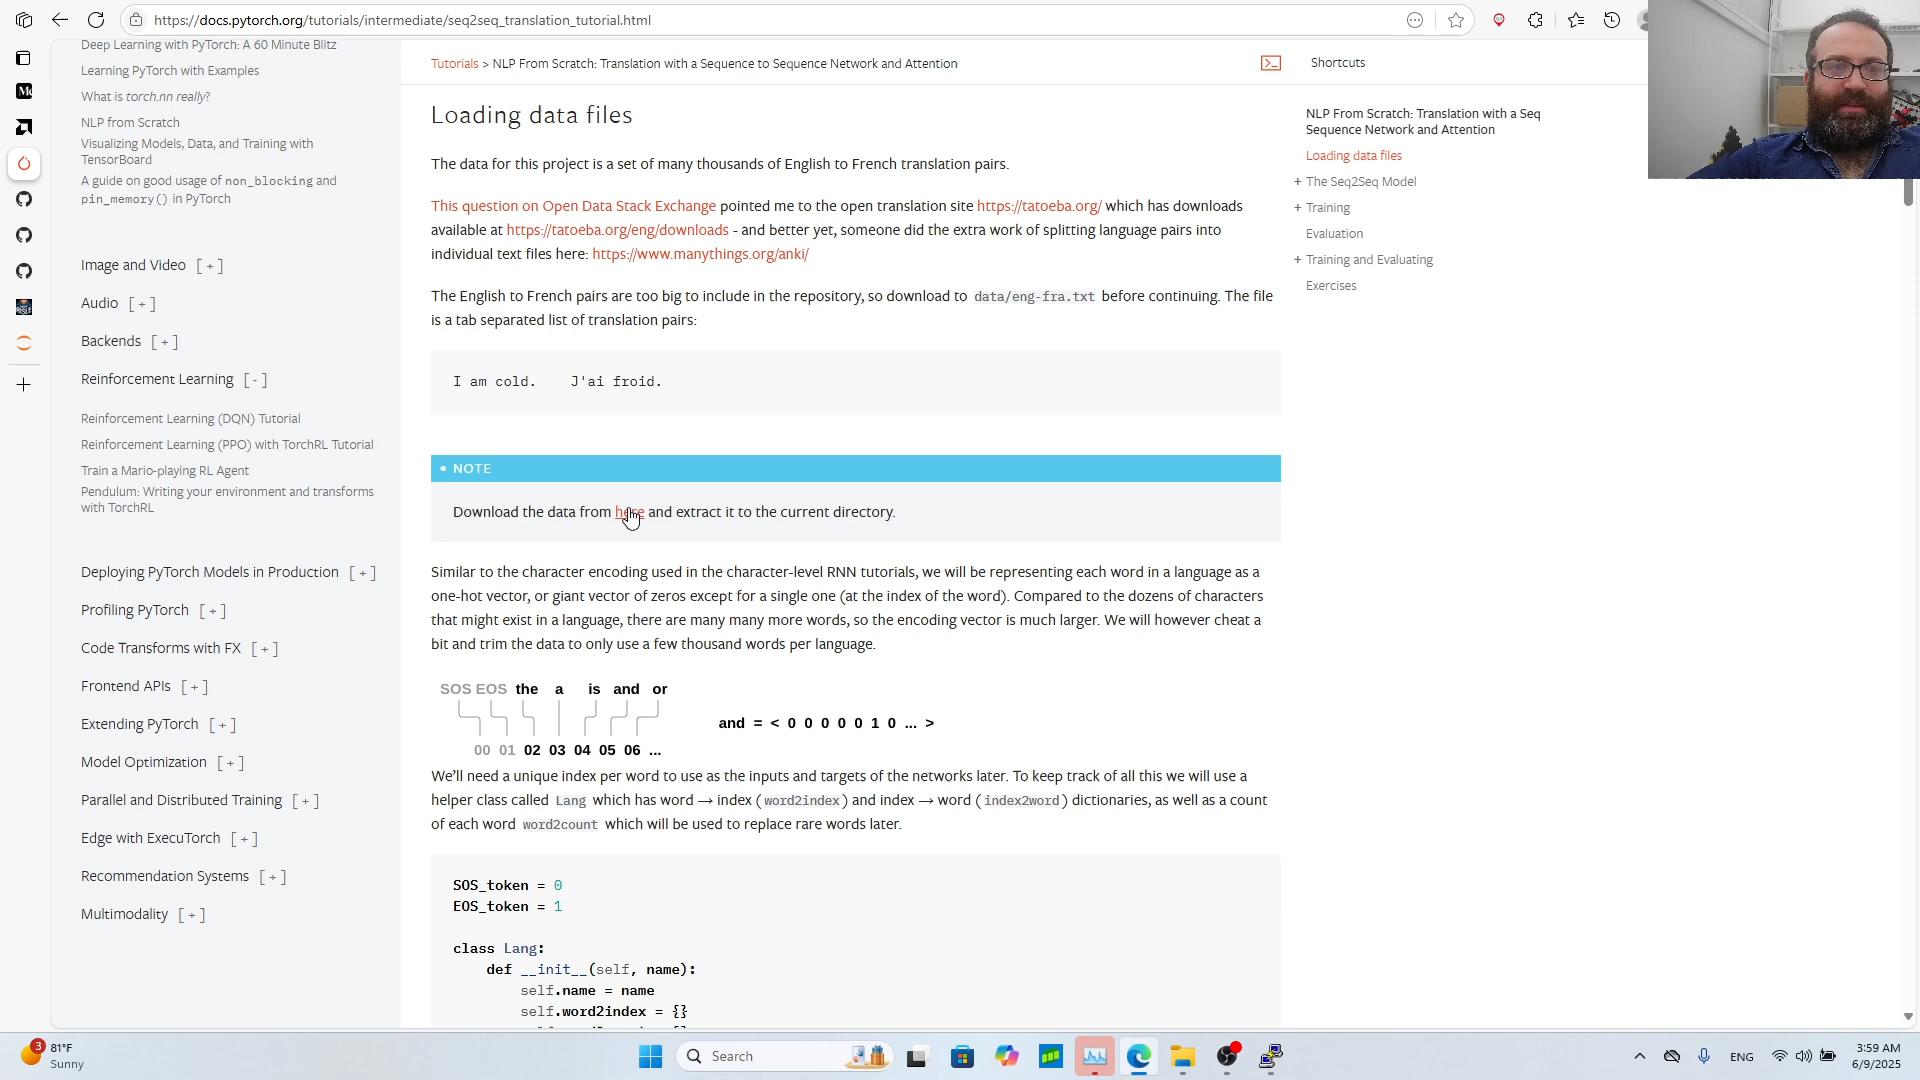 https://docs.pytorch.org/tutorials/intermediate/seq2seq_translation_tutorial.html
Deep Learning with PyTorch: A 60 Minute Blitz
Learning PyTorch with Examples
What is torch.nn really?
NLP from Scratch
Visualizing Models, Data, and Training with
TensorBoard
A guide on good usage of non_blocking and
pin_memory() in PyTorch
Image and Video [ + ]
Audio [ + ]
Backends [ + ]
Reinforcement Learning [ - ]
Reinforcement Learning (DQN) Tutorial
Reinforcement Learning (PPO) with TorchRL Tutorial
Train a Mario-playing RL Agent
Pendulum: Writing your environment and transforms
with TorchRL
Deploying PyTorch Models in Production [ + ]
Profiling PyTorch [ + ]
Code Transforms with FX [ + ]
Frontend APIs [ + ]
Extending PyTorch [ + ]
Model Optimization [ + ]
Parallel and Distributed Training [ + ]
Edge with ExecuTorch [ + ]
Recommendation Systems [ + ]
Multimodality [ + ]
Tutorials > NLP From Scratch: Translation with a Sequence to Sequence Network and Attention
Loading data files
The data for this project is a set of many thousands of English to French translation pairs.
This question on Open Data Stack Exchange pointed me to the open translation site https://tatoeba.org/ which has downloads
available at https://tatoeba.org/eng/downloads - and better yet, someone did the extra work of splitting language pairs into
individual text files here: https://www.manythings.org/anki/
The English to French pairs are too big to include in the repository, so download to data/eng-fra.txt before continuing. The file
is a tab separated list of translation pairs:
I am cold.    J'ai froid.
• NOTE
Download the data from here and extract it to the current directory.
Similar to the character encoding used in the character-level RNN tutorials, we will be representing each word in a language as a
one-hot vector, or giant vector of zeros except for a single one (at the index of the word). Compared to the dozens of characters
that might exist in a language, there are many many more words, so the encoding vector is much larger. We will however cheat a
bit and trim the data to only use a few thousand words per language.
SOS EOS the a is and or
and = < 0 0 0 0 0 1 0 ... >
00 01 02 03 04 05 06 ...
We'll need a unique index per word to use as the inputs and targets of the networks later. To keep track of all this we will use a
helper class called Lang which has word → index (word2index) and index → word (index2word) dictionaries, as well as a count
of each word word2count which will be used to replace rare words later.
SOS_token = 0
EOS_token = 1
class Lang:
def __init__(self, name):
self.name = name
self.word2index = {}
Shortcuts
NLP From Scratch: Translation with a Seq
Sequence Network and Attention
Loading data files
+ The Seq2Seq Model
+ Training
Evaluation
+ Training and Evaluating
Exercises
3
81°F
Sunny
Search
ENG
3:59 AM
6/9/2025